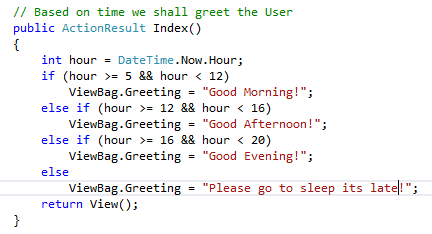 // Based on time we shall greet the User
public ActionResult Index()
{
    int hour = DateTime.Now.Hour;
    if (hour >= 5 && hour < 12)
        ViewBag.Greeting = "Good Morning!";
    else if (hour >= 12 && hour < 16)
        ViewBag.Greeting = "Good Afternoon!";
    else if (hour >= 16 && hour < 20)
        ViewBag.Greeting = "Good Evening!";
    else
        ViewBag.Greeting = "Please go to sleep its late!";
    return View();
}